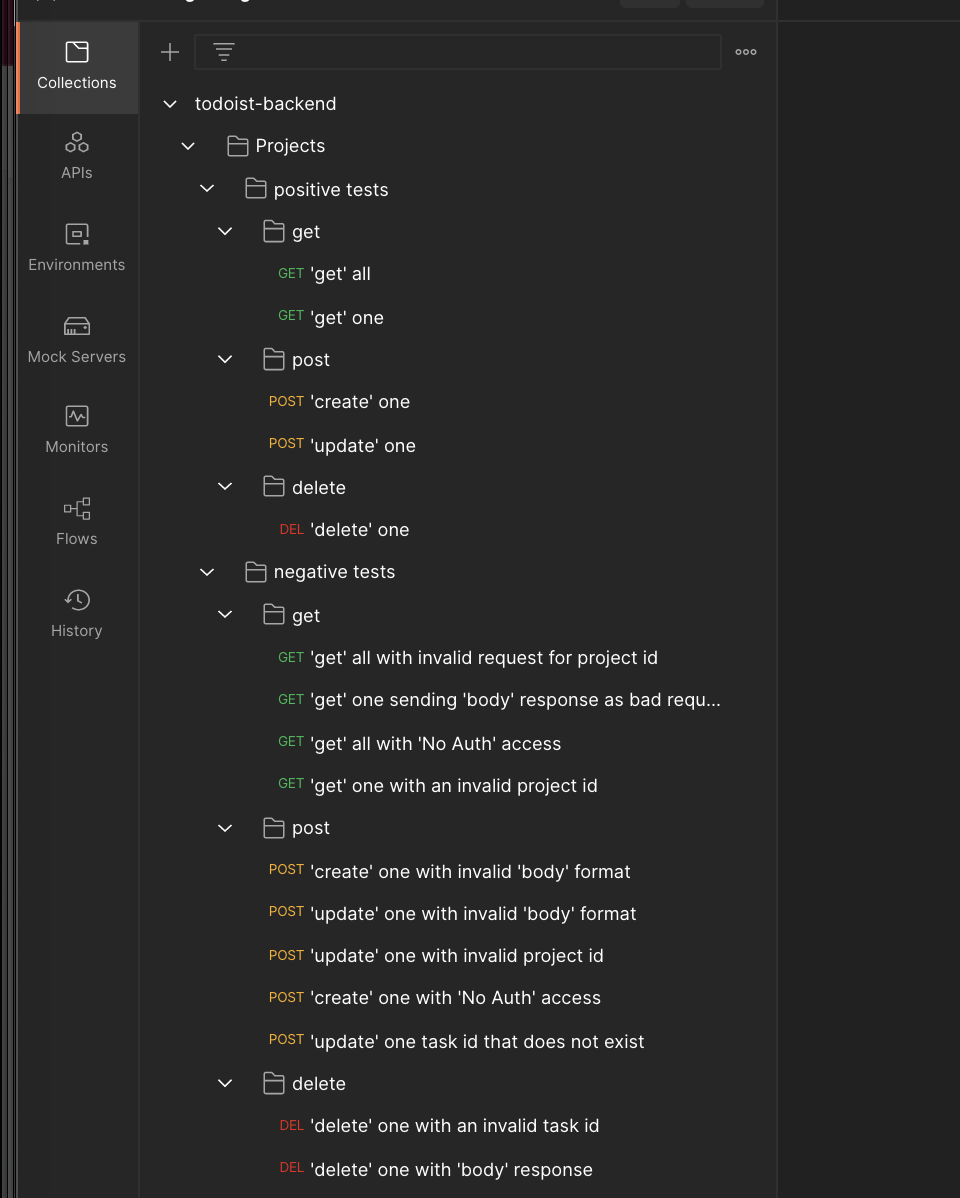 Collections
APIs
Environments
Mock Servers
Monitors
Flows
History
todoist-backend
Projects
positive tests
get
GET 'get' all
GET 'get' one
post
POST 'create' one
POST 'update' one
delete
DEL 'delete' one
negative tests
get
GET 'get' all with invalid request for project id
GET 'get' one sending 'body' response as bad requ...
GET 'get' all with 'No Auth' access
GET 'get' one with an invalid project id
post
POST 'create' one with invalid 'body' format
POST 'update' one with invalid 'body' format
POST 'update' one with invalid project id
POST 'create' one with 'No Auth' access
POST 'update' one task id that does not exist
delete
DEL 'delete' one with an invalid task id
DEL 'delete' one with 'body' response